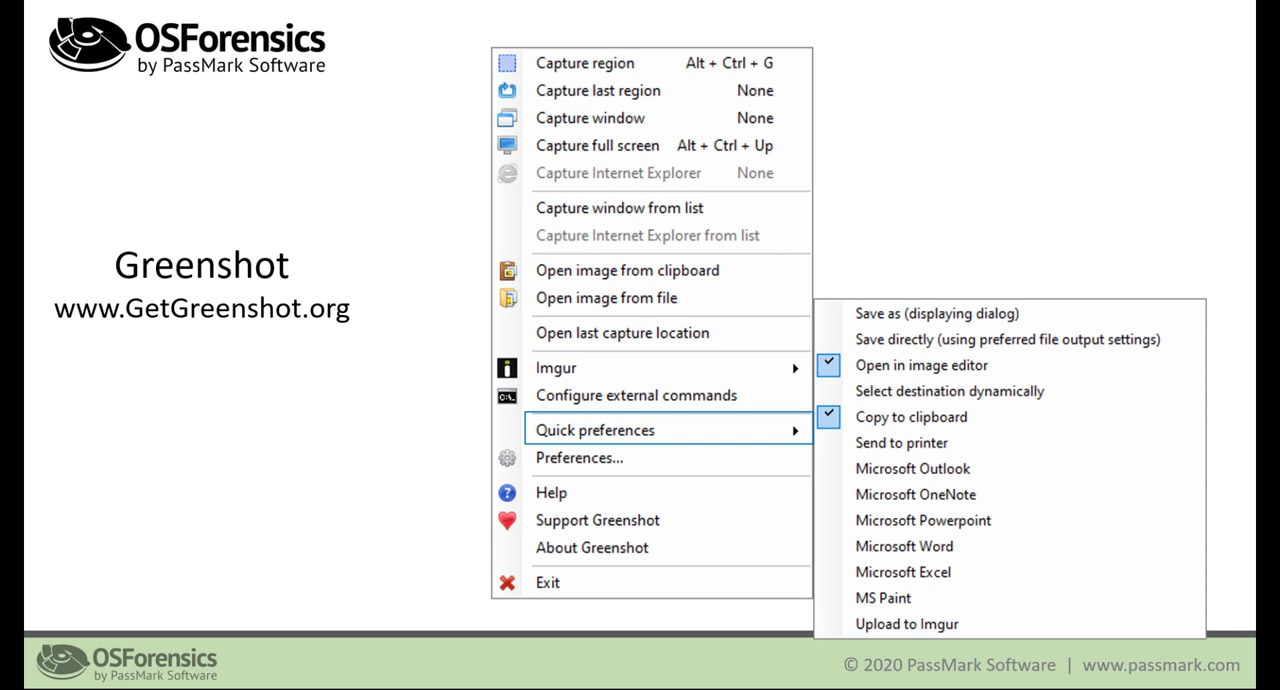 OSForensics
by PassMark Software
Greenshot
www.GetGreenshot.org
Capture region Alt + Ctrl + G
Capture last region None
Capture window None
Capture full screen Alt + Ctrl + Up
Capture Internet Explorer None
Capture window from list
Capture Internet Explorer from list
Open image from clipboard
Open image from file
Open last capture location
Imgur
C:\.
Configure external commands
Quick preferences
Preferences...
Help
Support Greenshot
About Greenshot
Exit
Save as (displaying dialog)
Save directly (using preferred file output settings)
Open in image editor
Select destination dynamically
Copy to clipboard
Send to printer
Microsoft Outlook
Microsoft OneNote
Microsoft Powerpoint
Microsoft Word
Microsoft Excel
MS Paint
Upload to Imgur
OSForensics
by PassMark Software
© 2020 PassMark Software | www.passmark.com